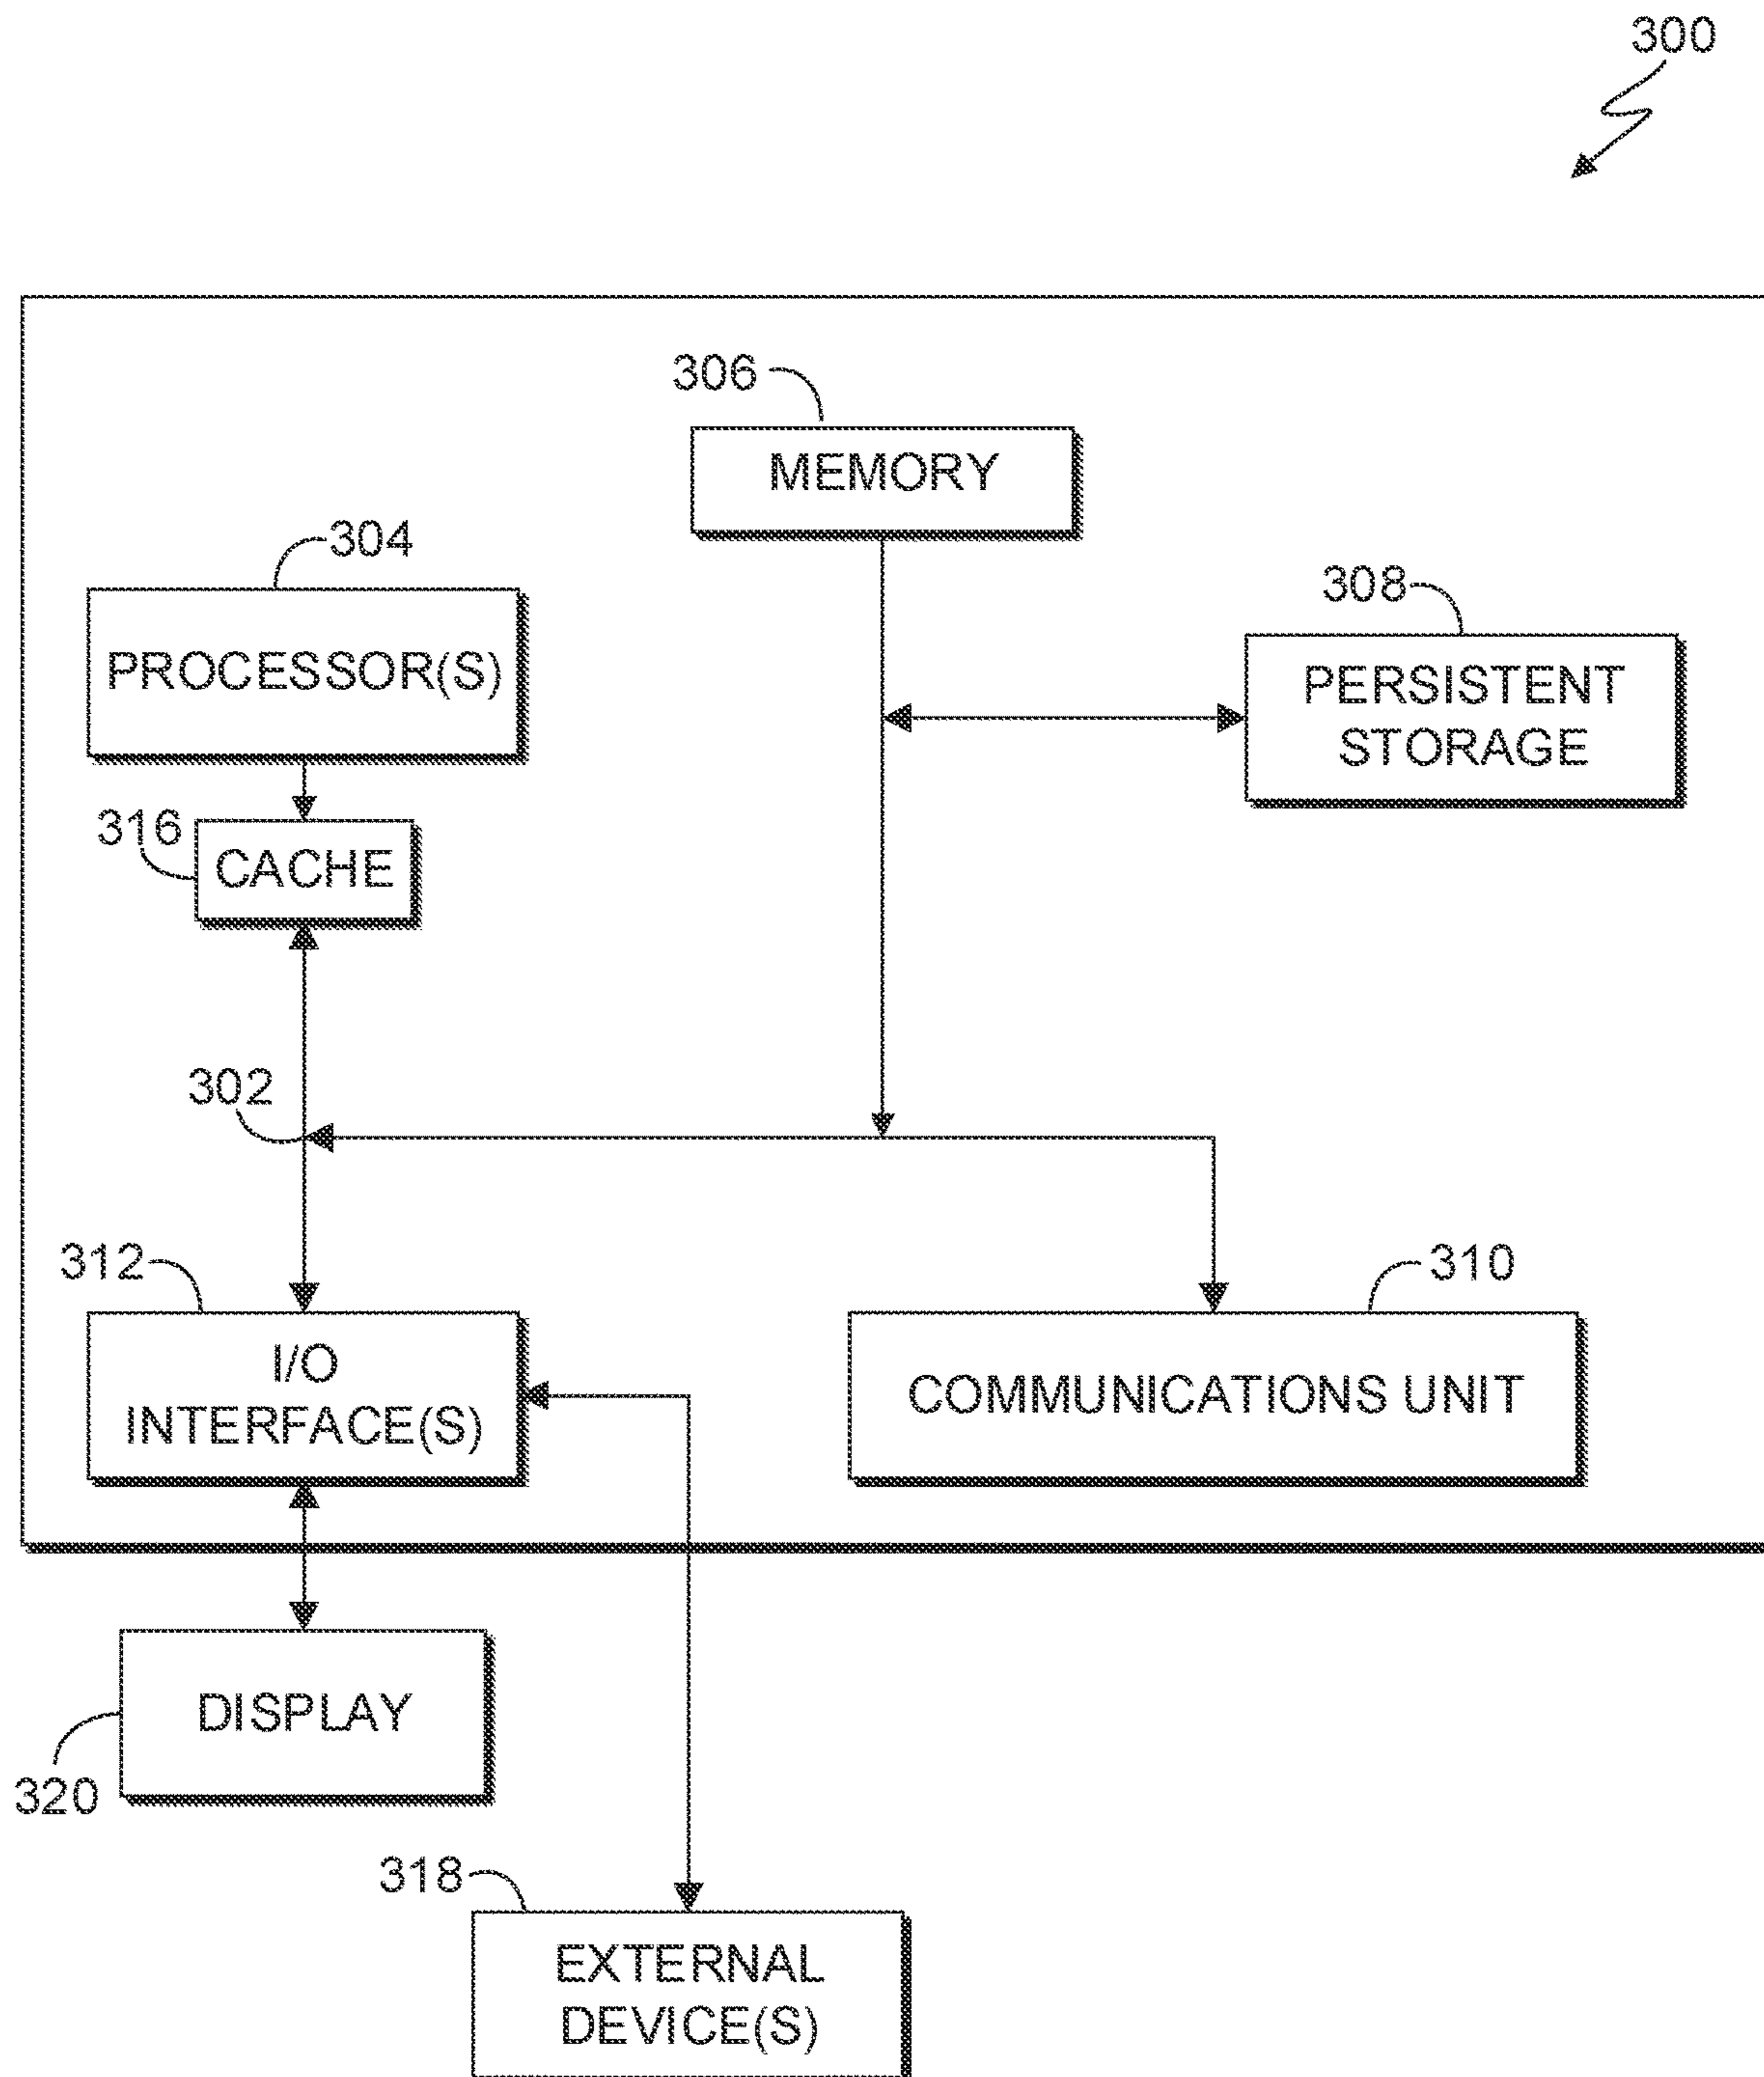 300
306
MEMORY
304
308
PROCESSOR(S)
PERSISTENT
STORAGE
316
CACHE
302
312
310
I/O
INTERFACE(S)
COMMUNICATIONS UNIT
DISPLAY
320
318
EXTERNAL
DEVICE(S)